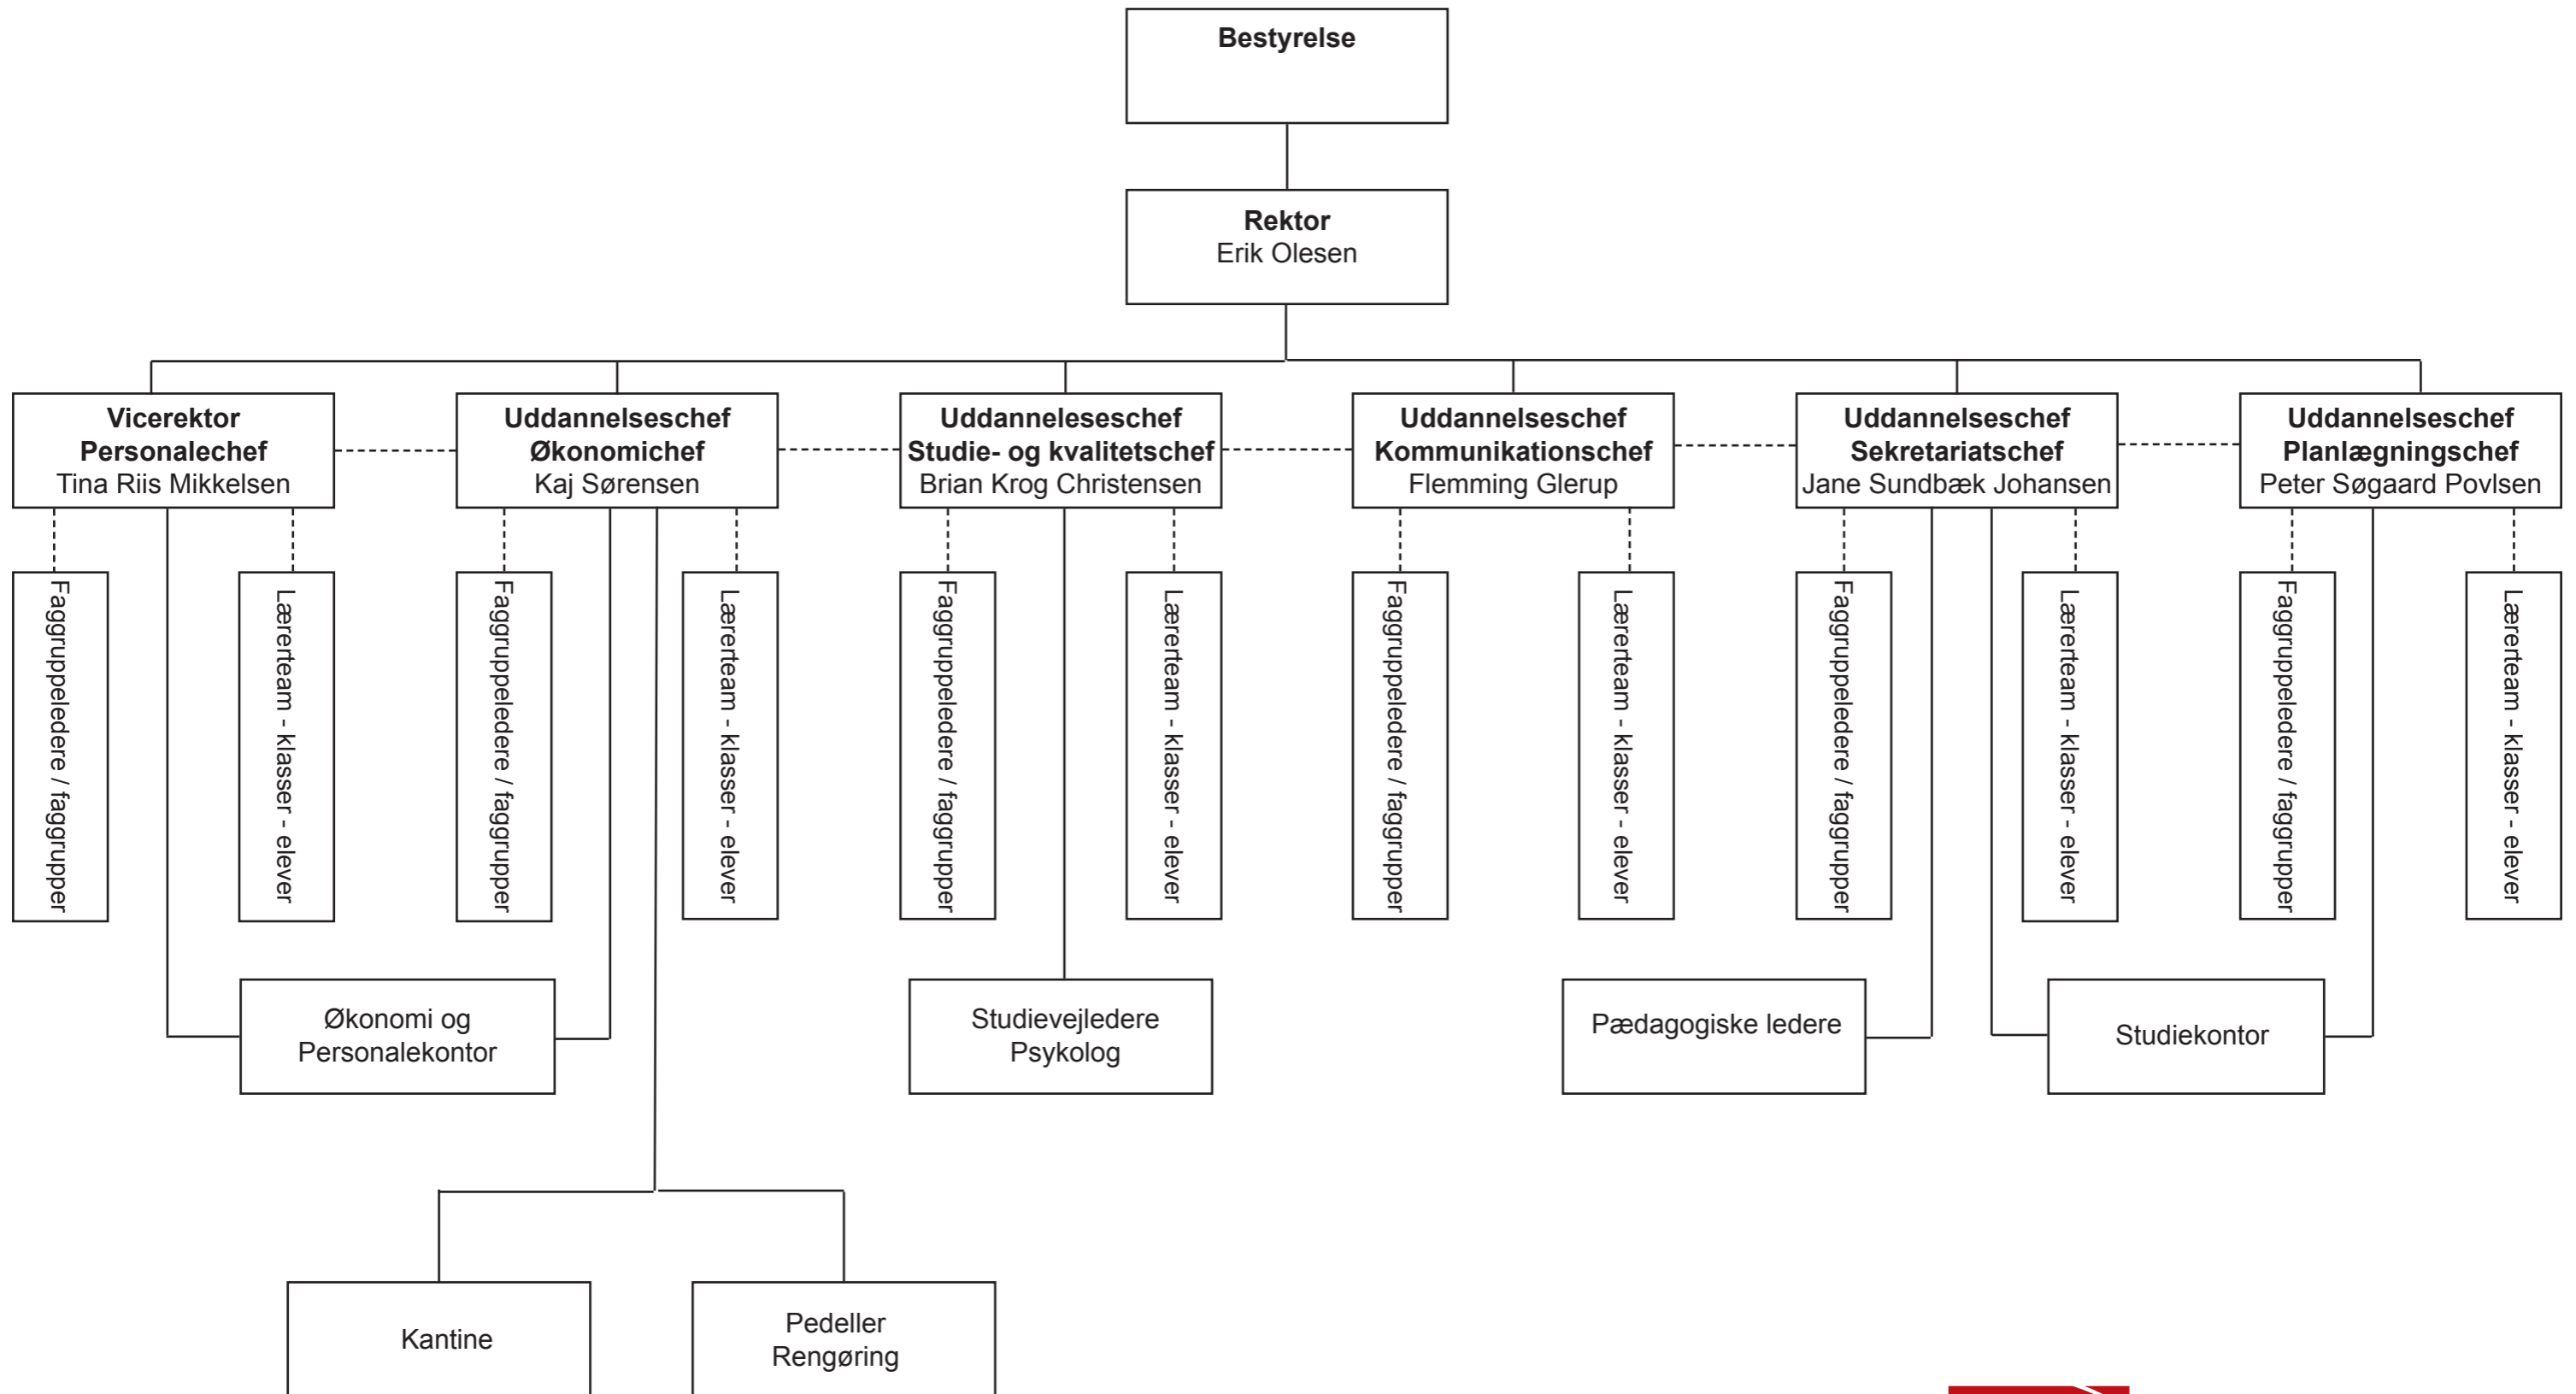 Bestyrelse
Rektor
Erik Olesen
Vicerektor
Personalechef
Tina Riis Mikkelsen
Uddannelseschef
Økonomichef
Kaj Sørensen
Uddanneleseschef
Studie- og kvalitetschef
Brian Krog Christensen
Uddannelseschef
Kommunikationschef
Flemming Glerup
Uddannelseschef
Sekretariatschef
Jane Sundbæk Johansen
Uddannelseschef
Planlægningschef
Peter Søgaard Povlsen
Faggruppeledere / faggrupper
Lærerteam - klasser - elever
Faggruppeledere / faggrupper
Lærerteam - klasser - elever
Faggruppeledere / faggrupper
Lærerteam - klasser - elever
Faggruppeledere / faggrupper
Lærerteam - klasser - elever
Faggruppeledere / faggrupper
Lærerteam - klasser - elever
Faggruppeledere / faggrupper
Lærerteam - klasser - elever
Økonomi og
Personalekontor
Studievejledere
Psykolog
Pædagogiske ledere
Studiekontor
Kantine
Pedeller
Rengøring